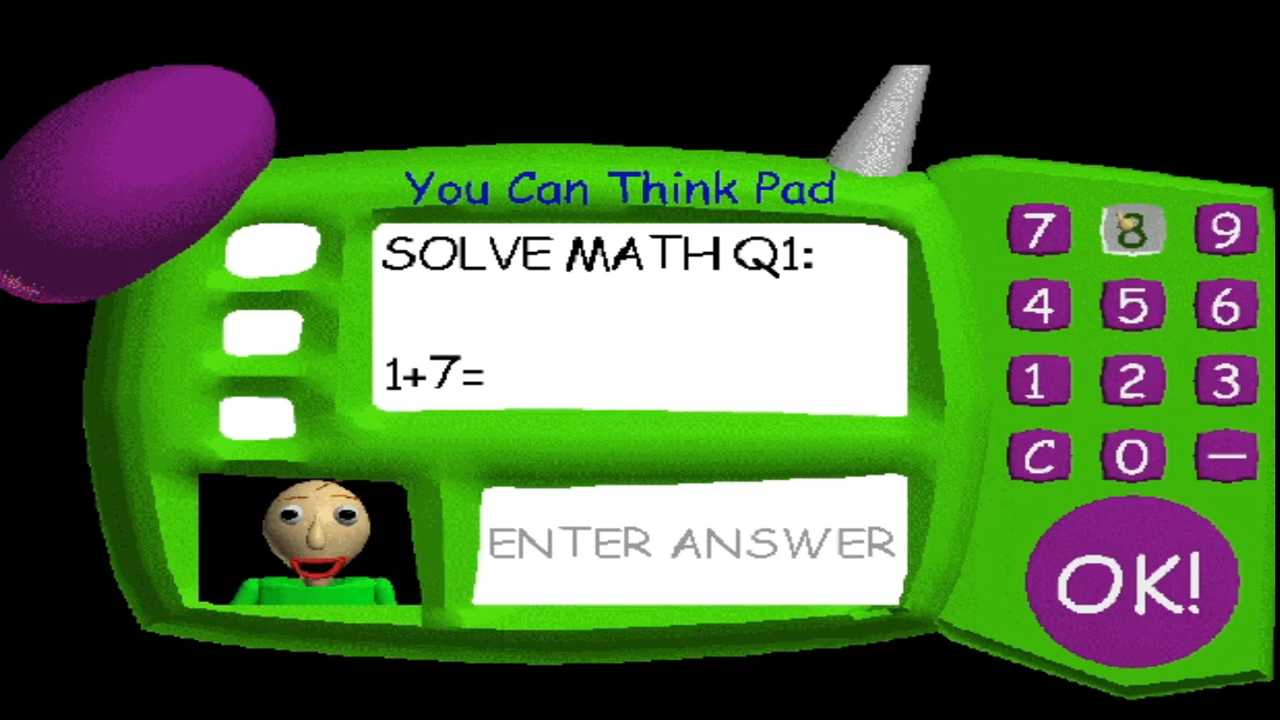 You Can Think Pad
SOLVE MATH Q1:
1+7=
ENTER ANSWER
7 8 9
4 5 6
1 2 3
C 0 —
OK!